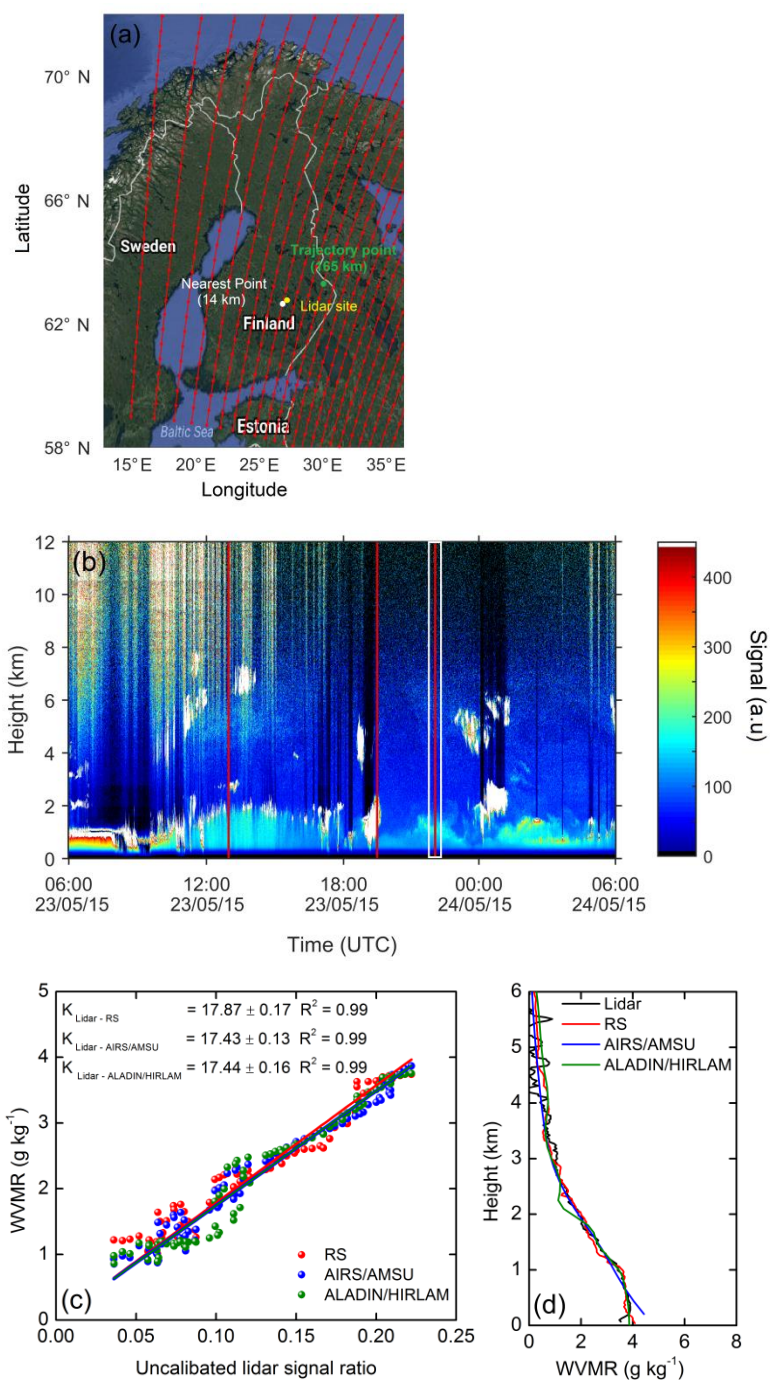 (a)
70° N
66° N
62° N
58° N
Latitude
Sweden
Trajectory point
(265 km)
Nearest Point
(14 km)
Lidar site
Finland
Estonia
Baltic Sea
15° E 20° E 25° E 30° E 35° E
Longitude
(b)
12
10
8
6
4
2
0
Height (km)
06:00 12:00 18:00 00:00 06:00
23/05/15 23/05/15 23/05/15 24/05/15 24/05/15
Time (UTC)
400
300
200
100
0
Signal (a.u)
5
4
3
2
1
0
WVMR (g kg-1)
K Lidar - RS = 17.87 ± 0.17 R2 = 0.99
K Lidar - AIRS/AMSU = 17.43 ± 0.13 R2 = 0.99
K Lidar - ALADIN/HIRLAM = 17.44 ± 0.16 R2 = 0.99
RS
AIRS/AMSU
ALADIN/HIRLAM
(c)
0.00 0.05 0.10 0.15 0.20 0.25
Uncalibated lidar signal ratio
6
5
4
3
2
1
0
Height (km)
Lidar
RS
AIRS/AMSU
ALADIN/HIRLAM
(d)
0 4 8
WVMR (g kg-1)